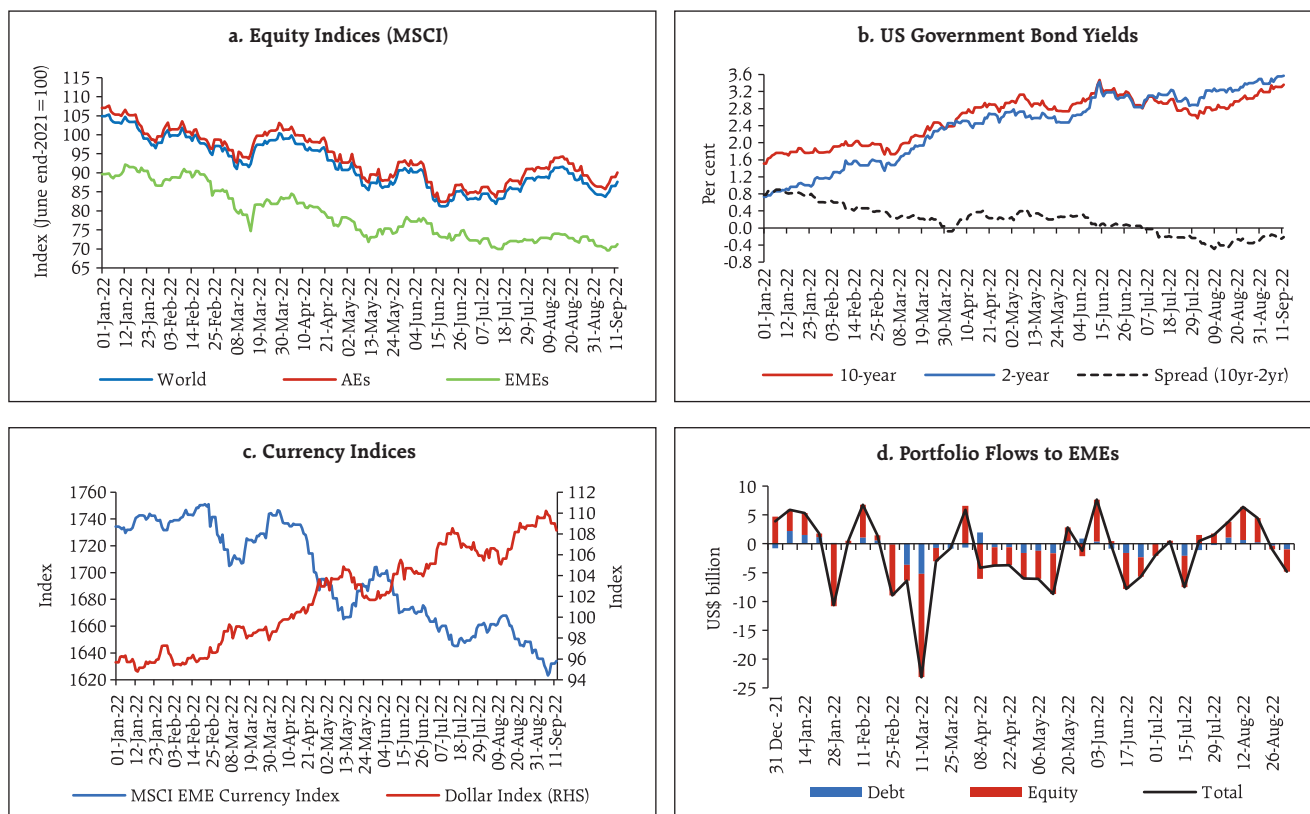 a. Equity Indices (MSCI)
Index (June end-2021=100)
115
110
105
100
95
90
85
80
75
70
65
01-Jan-22
12-Jan-22
23-Jan-22
03-Feb-22
14-Feb-22
25-Feb-22
08-Mar-22
19-Mar-22
30-Mar-22
10-Apr-22
21-Apr-22
02-May-22
13-May-22
24-May-22
04-Jun-22
15-Jun-22
26-Jun-22
07-Jul-22
18-Jul-22
29-Jul-22
09-Aug-22
20-Aug-22
31-Aug-22
11-Sep-22
World AEs EMEs
b. US Government Bond Yields
Per cent
3.6
3.2
2.8
2.4
2.0
1.6
1.2
0.8
0.4
0.0
-0.4
-0.8
01-Jan-22
12-Jan-22
23-Jan-22
03-Feb-22
14-Feb-22
25-Feb-22
08-Mar-22
19-Mar-22
30-Mar-22
10-Apr-22
21-Apr-22
02-May-22
13-May-22
24-May-22
04-Jun-22
15-Jun-22
26-Jun-22
07-Jul-22
18-Jul-22
29-Jul-22
09-Aug-22
20-Aug-22
31-Aug-22
11-Sep-22
10-year 2-year Spread (10yr-2yr)
c. Currency Indices
Index
1760
1740
1720
1700
1680
1660
1640
1620
112
110
108
106
104
102
100
98
96
94
Index
01-Jan-22
12-Jan-22
23-Jan-22
03-Feb-22
14-Feb-22
25-Feb-22
08-Mar-22
19-Mar-22
30-Mar-22
10-Apr-22
21-Apr-22
02-May-22
13-May-22
24-May-22
04-Jun-22
15-Jun-22
26-Jun-22
07-Jul-22
18-Jul-22
29-Jul-22
09-Aug-22
20-Aug-22
31-Aug-22
11-Sep-22
MSCI EME Currency Index Dollar Index (RHS)
d. Portfolio Flows to EMEs
US$ billion
10
5
0
-5
-10
-15
-20
-25
31 Dec -21
14-Jan-22
28-Jan-22
11-Feb-22
25-Feb-22
11-Mar-22
25-Mar-22
08-Apr-22
22-Apr-22
06-May-22
20-May-22
03-Jun-22
17-Jun-22
01-Jul-22
15-Jul-22
29-Jul-22
12-Aug-22
26-Aug-22
Debt Equity Total